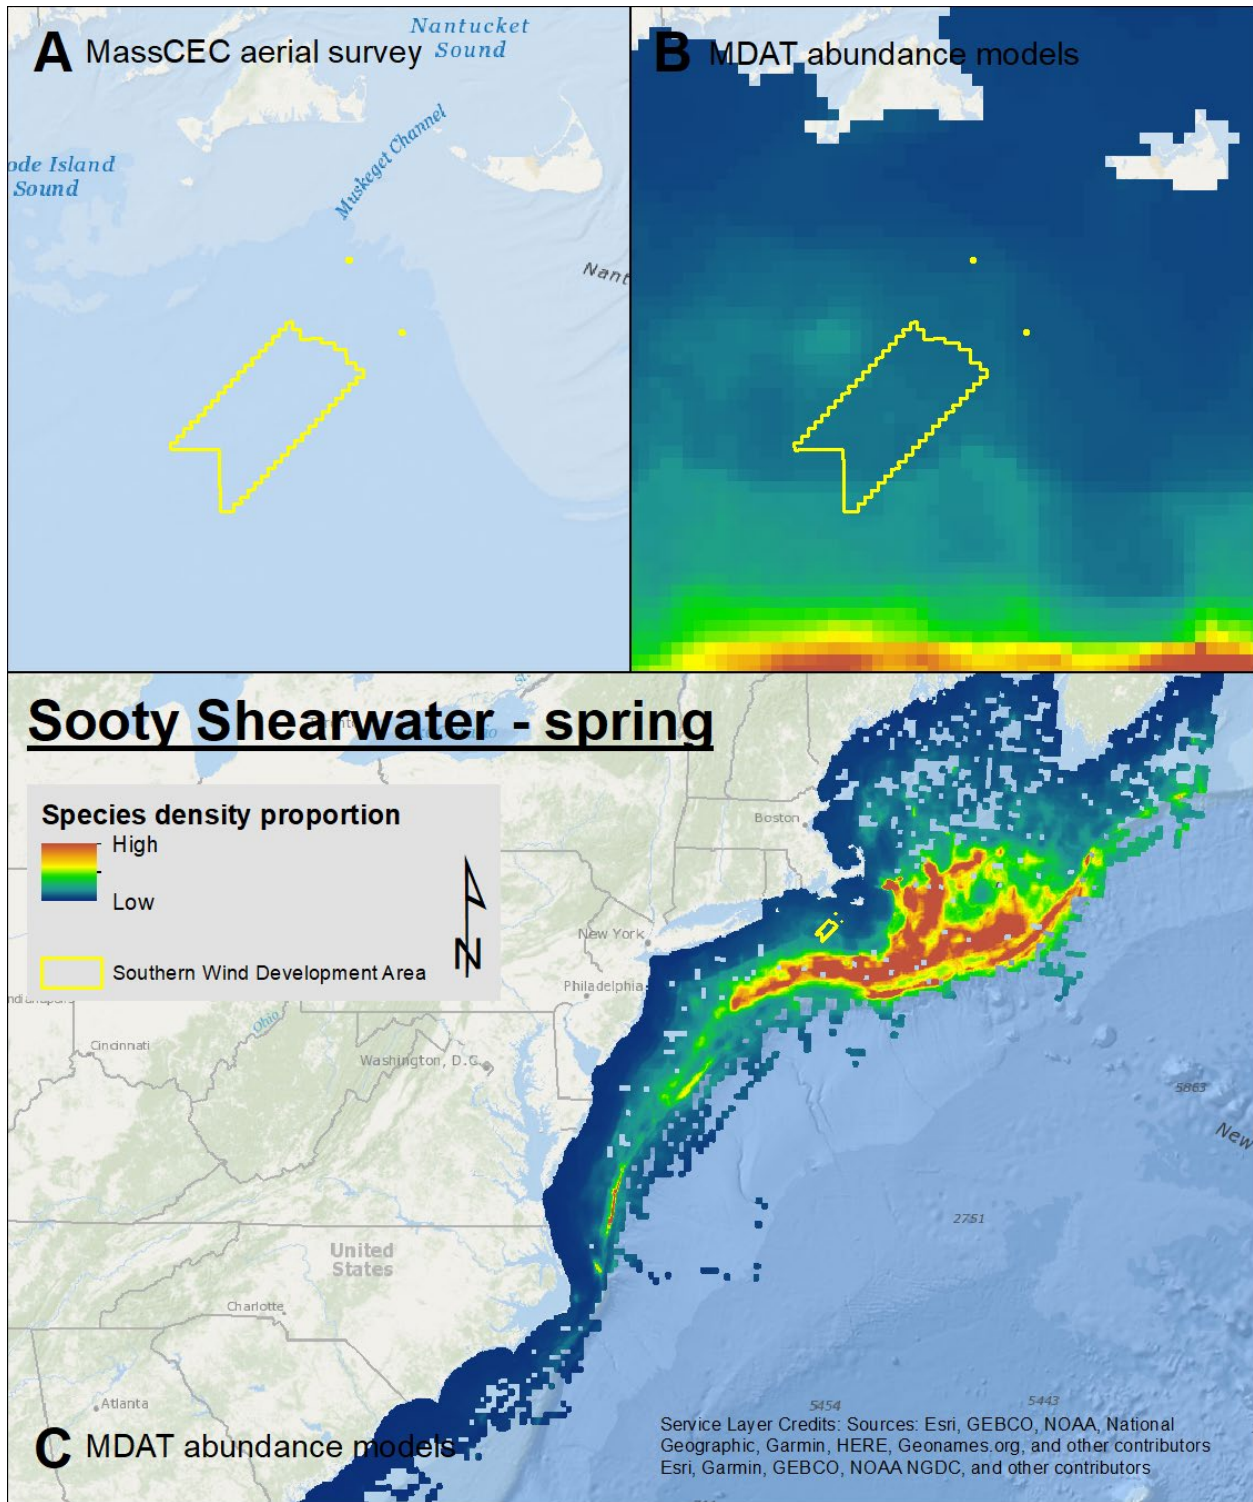 A MassCEC aerial survey
Nantucket
Sound
ode Island
Sound
Muskeget Channel
Nant
B MDAT abundance models
Sooty Shearwater - spring
Species density proportion
High
Low
N
Southern Wind Development Area
Boston
New York
Philadelphia
Cincinnati
Ohio
Washington, D.C.
5863
New
2751
United
States
Charlotte
Atlanta
5454
5443
C MDAT abundance models
Service Layer Credits: Sources: Esri, GEBCO, NOAA, National
Geographic, Garmin, HERE, Geonames.org, and other contributors
Esri, Garmin, GEBCO, NOAA NGDC, and other contributors